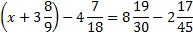 (x + 3 8/9) − 4 7/18 = 8 19/30 − 2 17/45